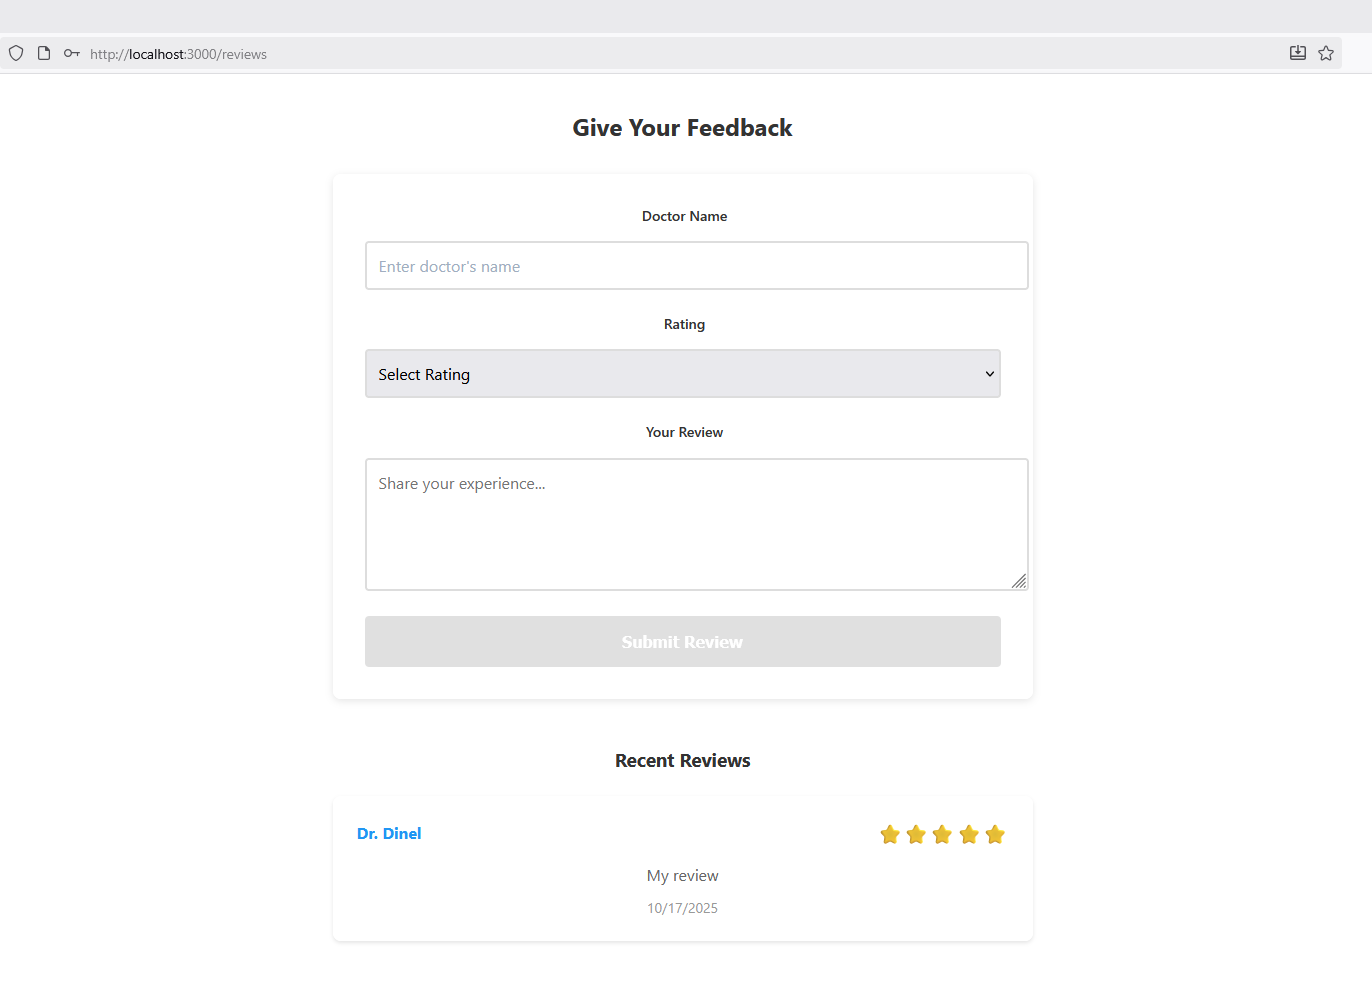 http://localhost:3000/reviews
Give Your Feedback
Doctor Name
Enter doctor's name
Rating
Select Rating
Your Review
Share your experience...
Submit Review
Recent Reviews
Dr. Dinel
My review
10/17/2025